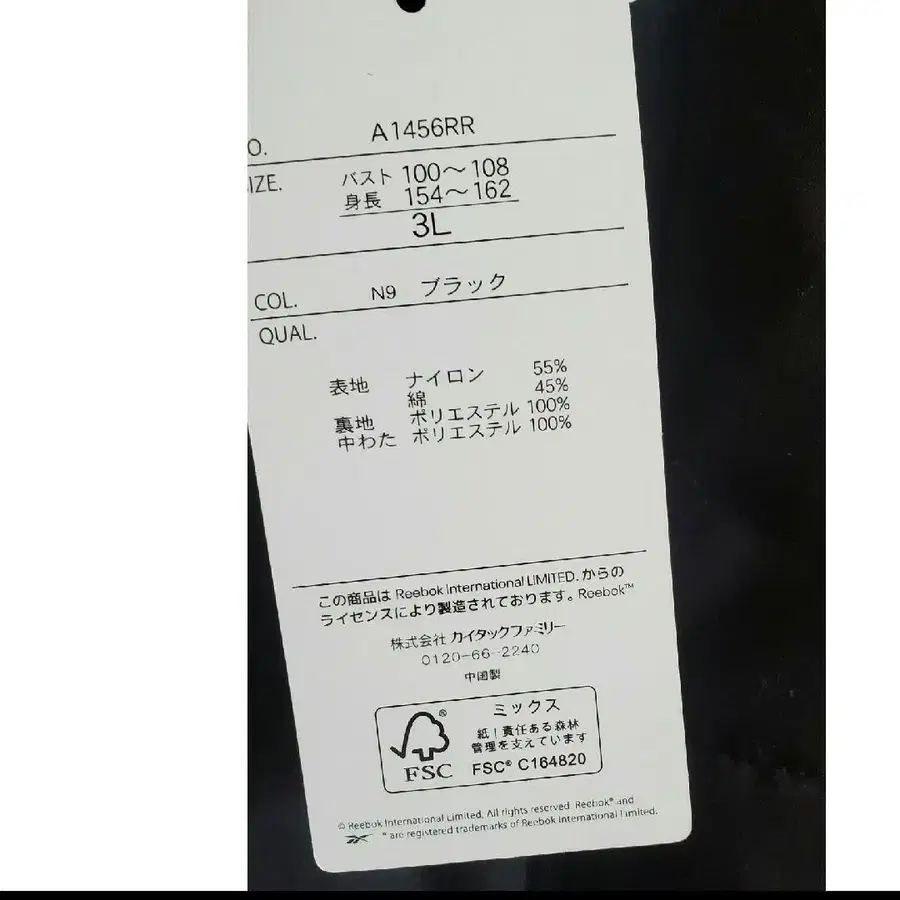 O. A1456RR
IZE. バスト 100〜108
身長 154〜162
3L
COL. N9 ブラック
QUAL.
表地 ナイロン 55%
綿 45%
裏地 ポリエステル 100%
中わた ポリエステル 100%
この商品は Reebok International LIMITED. からの
ライセンスにより製造されております。Reebok™
株式会社 カイタックファミリー
0120-66-2240
中国製
ミックス
紙 | 責任ある森林
管理を支えています
FSC® C164820
FSC
© Reebok International Limited. All rights reserved. Reebok® and
® are registered trademarks of Reebok International Limited.